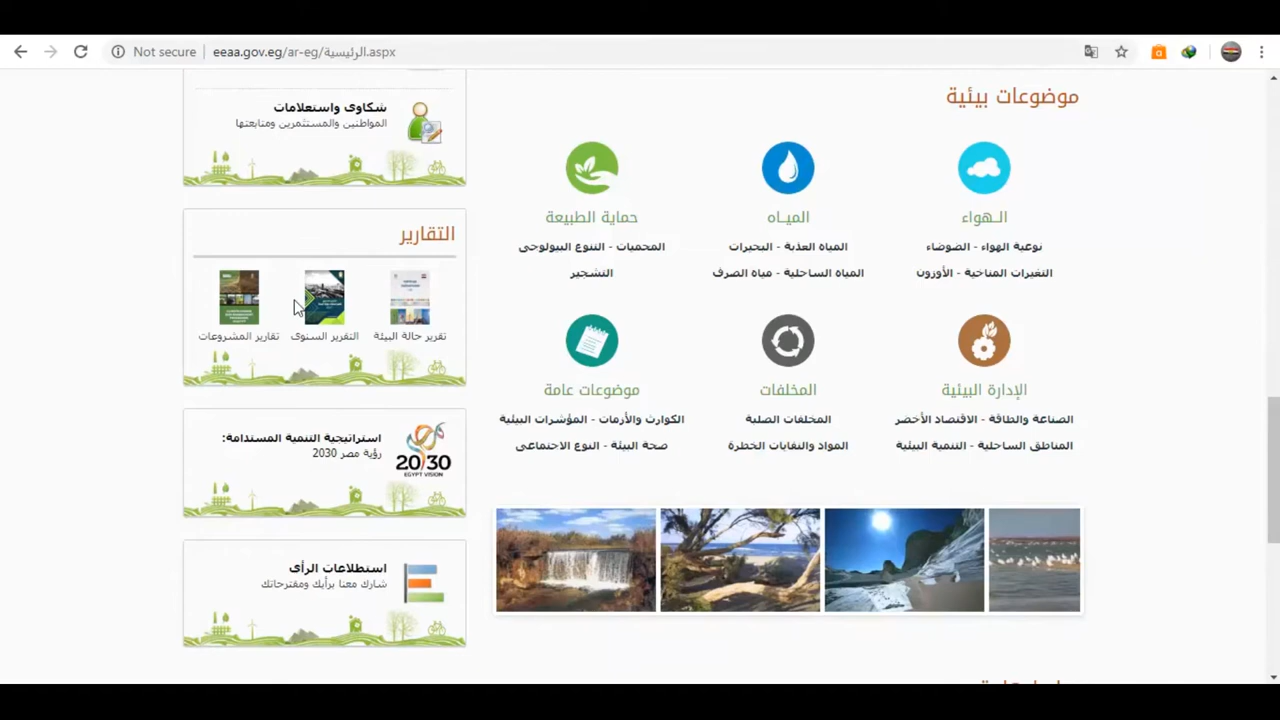 Not secure
eeaa.gov.eg/ar-eg/الرئيسية.aspx
موضوعات بيئية
الــهواء
نوعية الهواء - الضوضاء
التغيرات المناخية - الأوزون
الميــاه
المياه العذبة - البحيرات
المياه الساحلية - مياه الصرف
حماية الطبيعة
المحميات - التنوع البيولوجى
التشجير
الإدارة البيئية
الصناعة والطاقة - الاقتصاد الأخضر
المناطق الساحلية - التنمية البيئية
المخلفات
المخلفات الصلبة
المواد والنفايات الخطرة
موضوعات عامة
الكوارث والأزمات - المؤشرات البيئية
صحة البيئة - النوع الاجتماعى
شكاوى واستعلامات
المواطنين والمستثمرين ومتابعتها
التقارير
تقرير حالة البيئة
التقرير السنوى
تقارير المشروعات
استراتيجية التنمية المستدامة:
رؤية مصر 2030
2030
EGYPT VISION
استطلاعات الرأى
شارك معنا برأيك ومقترحاتك